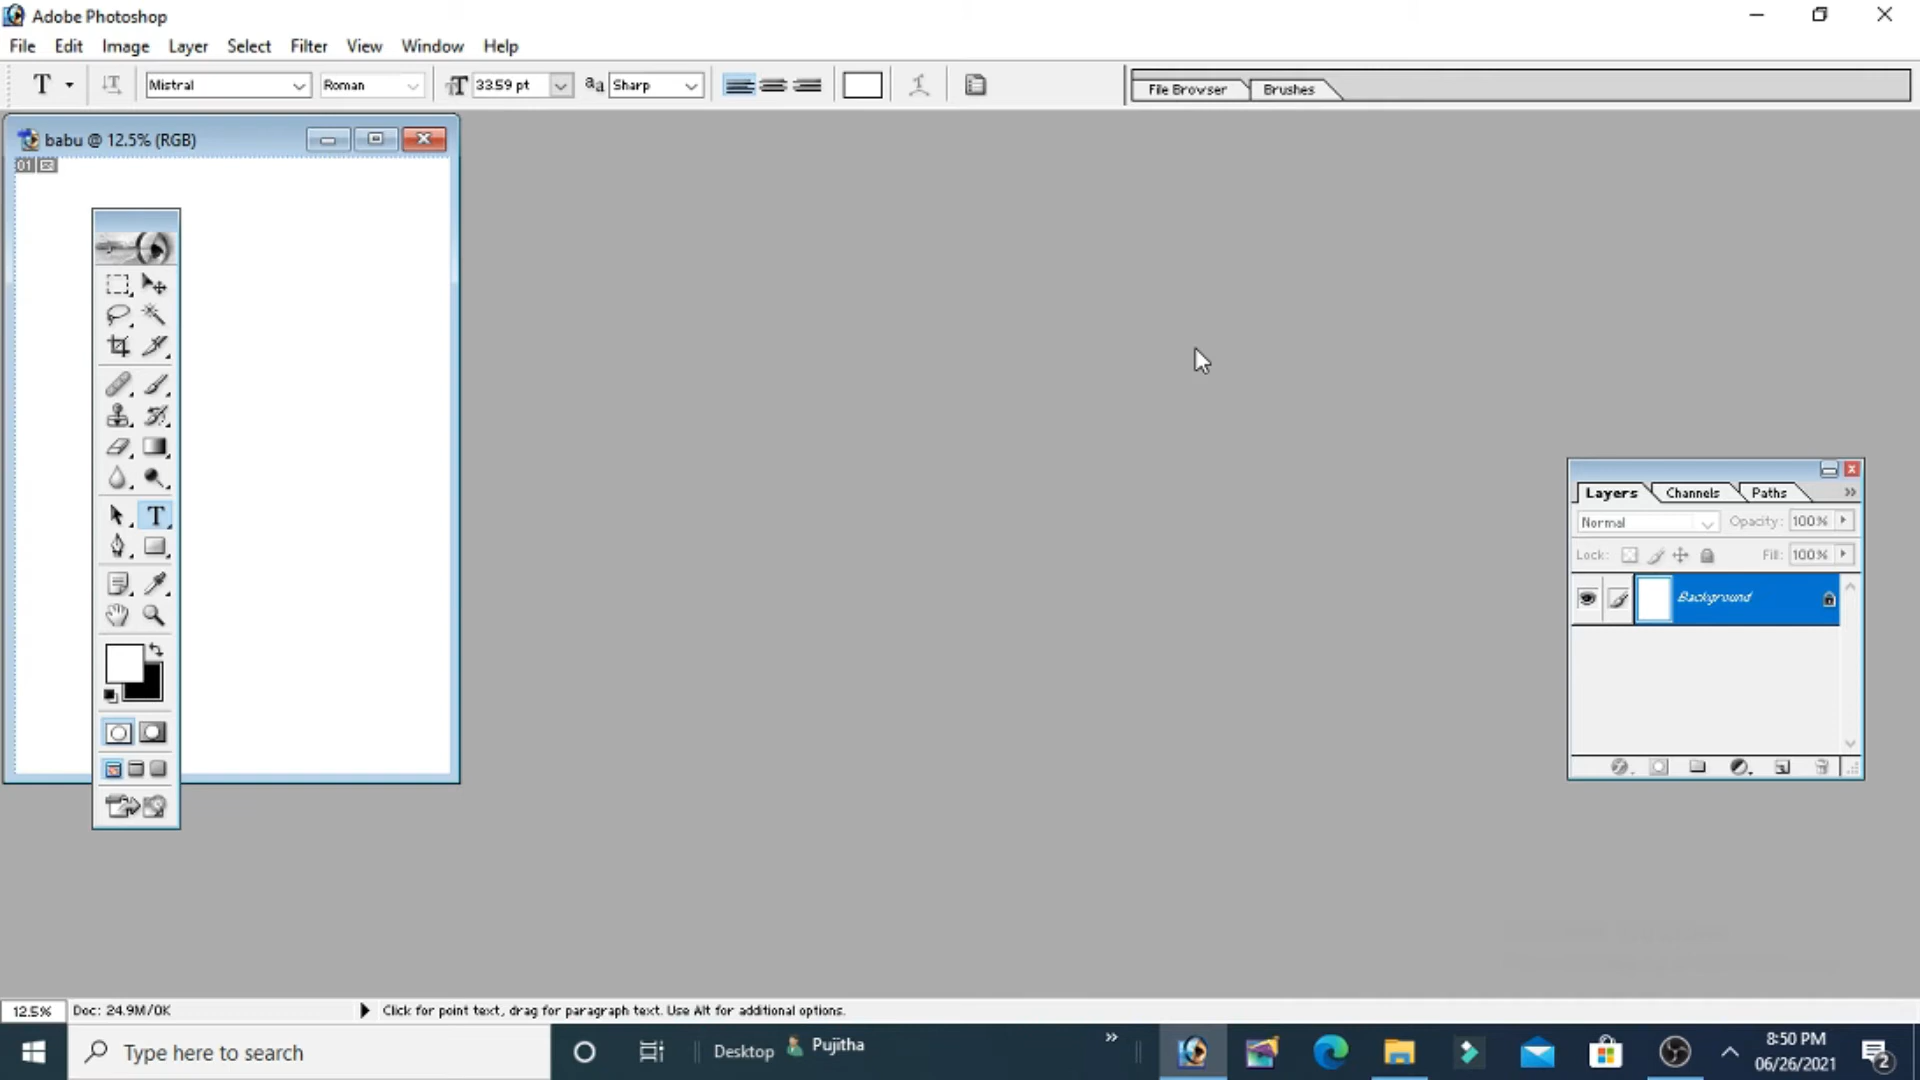 Adobe Photoshop
File Edit Image Layer Select Filter View Window Help
T Mistral Roman T 33.59 pt aa Sharp File Browser Brushes
babu @ 12.5% (RGB)
01
T
Layers Channels Paths
Normal Opacity: 100%
Lock: Fill: 100%
Background
12.5% Doc: 24.9M/0K Click for point text, drag for paragraph text. Use Alt for additional options.
Type here to search Desktop Pujitha 8:50 PM
06/26/2021 2